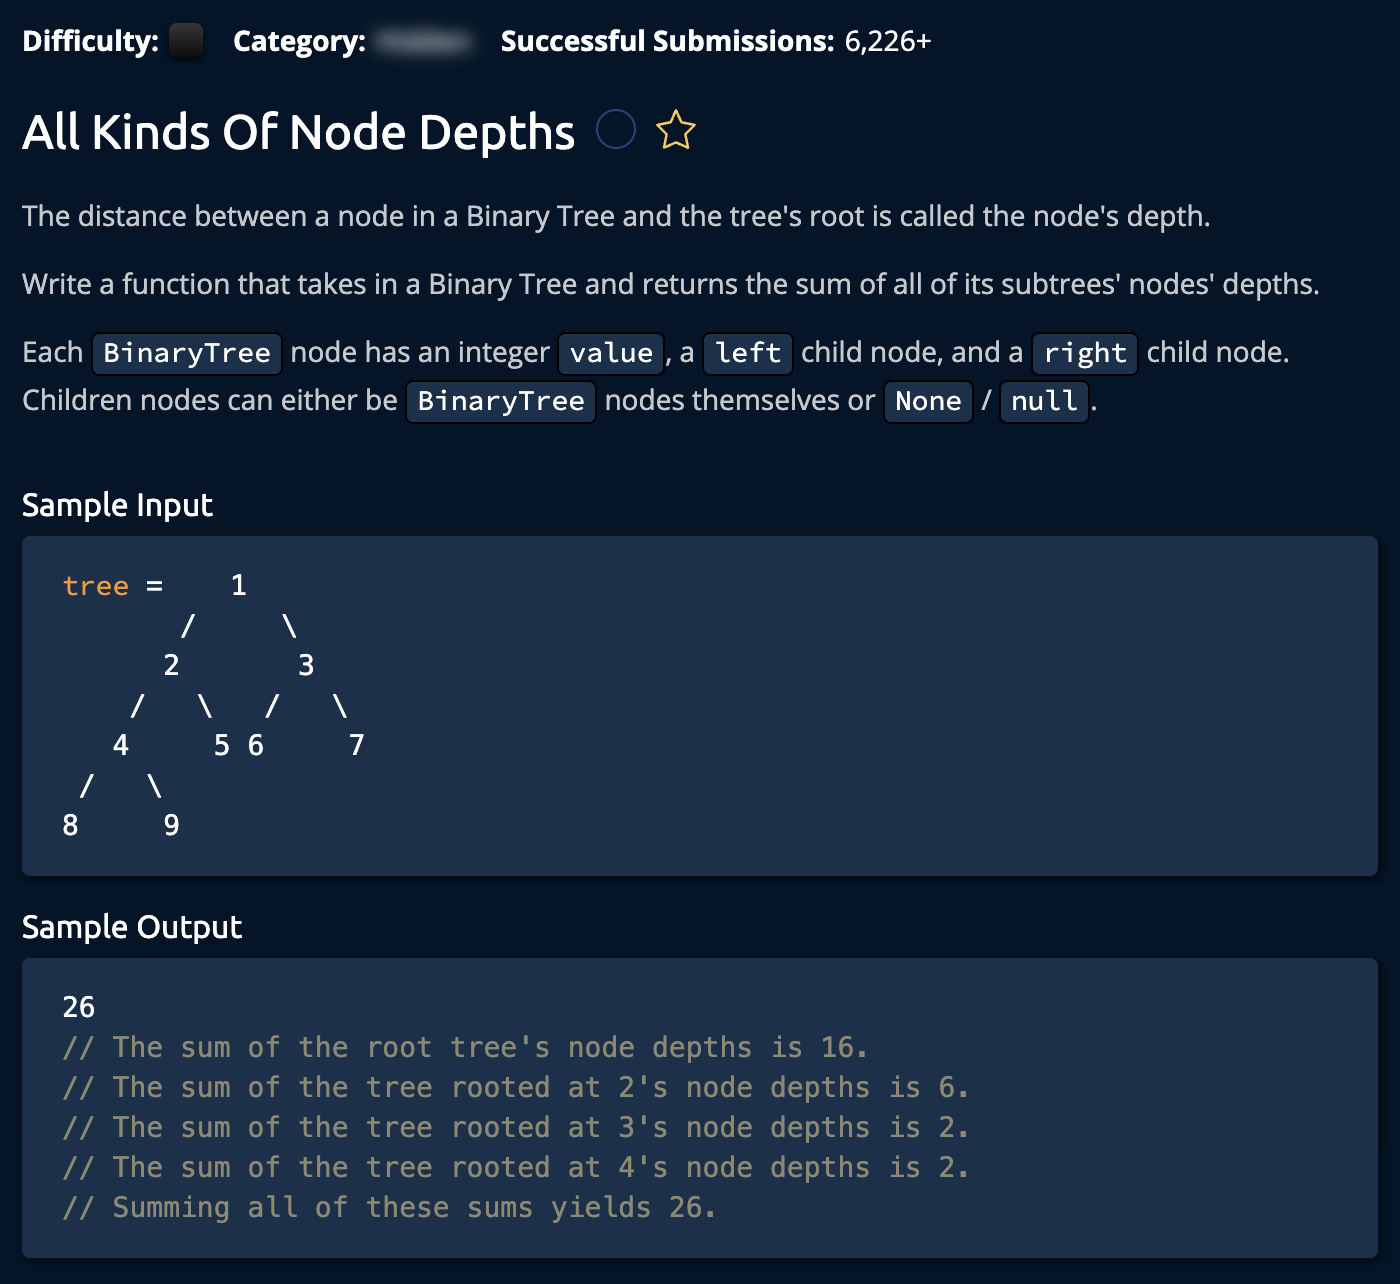 Difficulty: Category: Successful Submissions: 6,226+
All Kinds Of Node Depths
The distance between a node in a Binary Tree and the tree's root is called the node's depth.
Write a function that takes in a Binary Tree and returns the sum of all of its subtrees' nodes' depths.
Each BinaryTree node has an integer value, a left child node, and a right child node.
Children nodes can either be BinaryTree nodes themselves or None / null.
Sample Input
tree =    1
       /     \
      2       3
    /   \   /   \
   4     5 6     7
 /   \
8     9
Sample Output
26
// The sum of the root tree's node depths is 16.
// The sum of the tree rooted at 2's node depths is 6.
// The sum of the tree rooted at 3's node depths is 2.
// The sum of the tree rooted at 4's node depths is 2.
// Summing all of these sums yields 26.